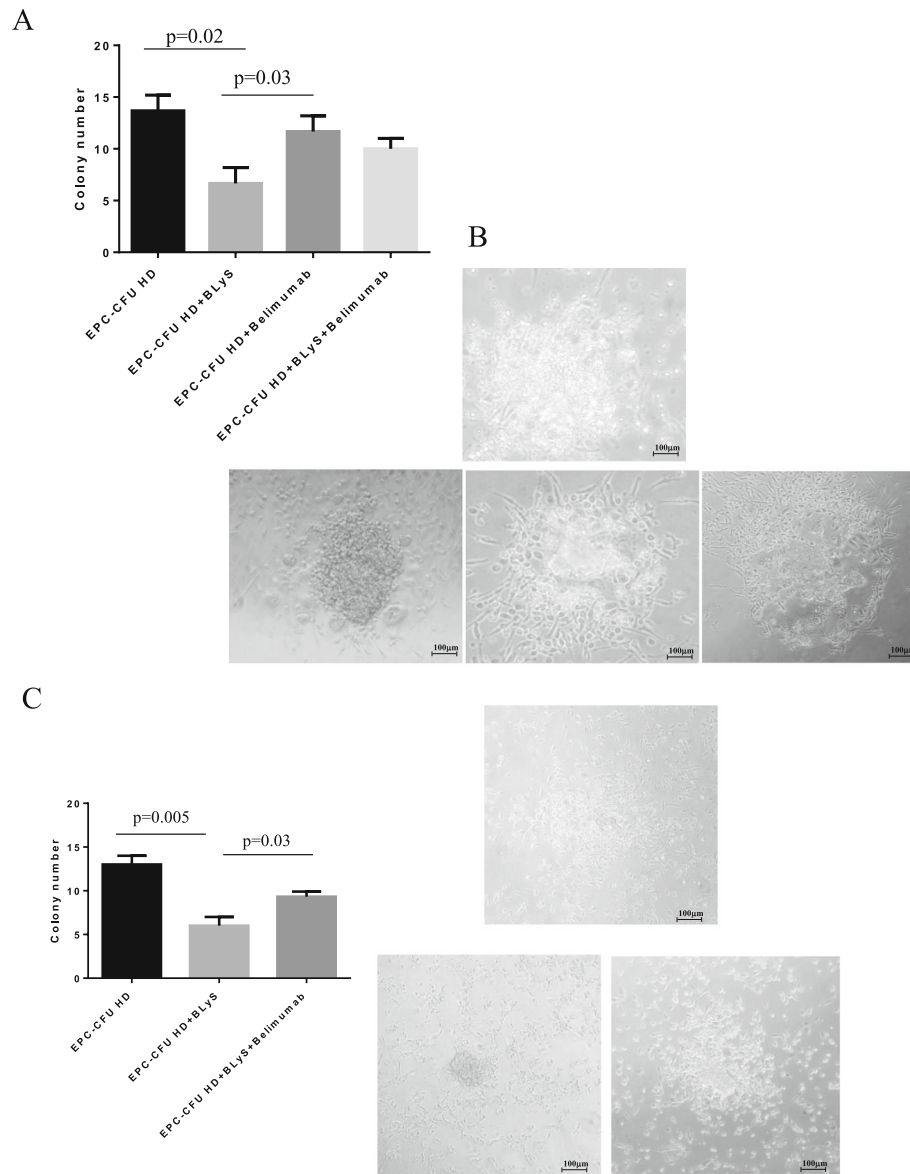 A
p=0.02
p=0.03
20
15
10
5
0
Colony number
EPC-CFU HD
EPC-CFU HD+BLyS
EPC-CFU HD+Belimumab
EPC-CFU HD+BLyS+Belimumab
B
100µm
100µm
100µm
100µm
C
p=0.005
p=0.03
20
15
10
5
0
Colony number
EPC-CFU HD
EPC-CFU HD+BLyS
EPC-CFU HD+BLyS+Belimumab
100µm
100µm
100µm